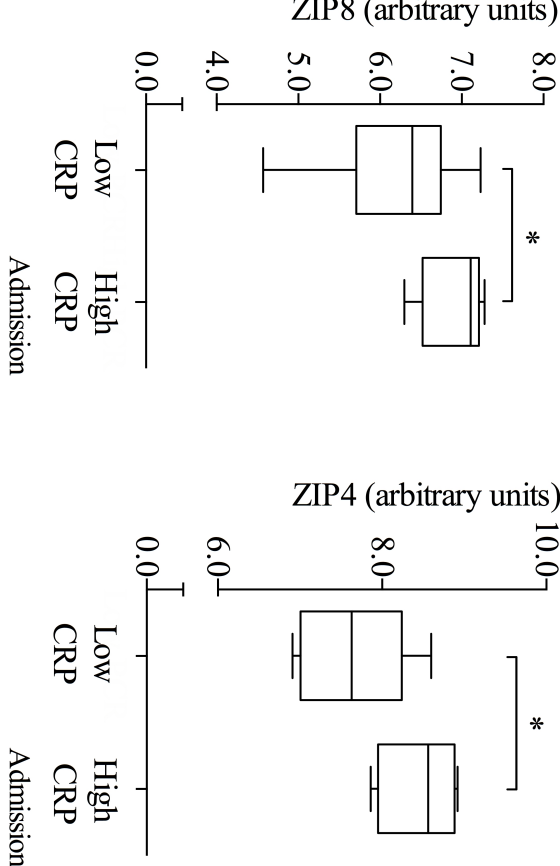 ZIP8 (arbitrary units)
8.0
7.0
6.0
5.0
4.0
0.0
*
Low
CRP
High
CRP
Admission
ZIP4 (arbitrary units)
10.0
8.0
6.0
0.0
*
Low
CRP
High
CRP
Admission